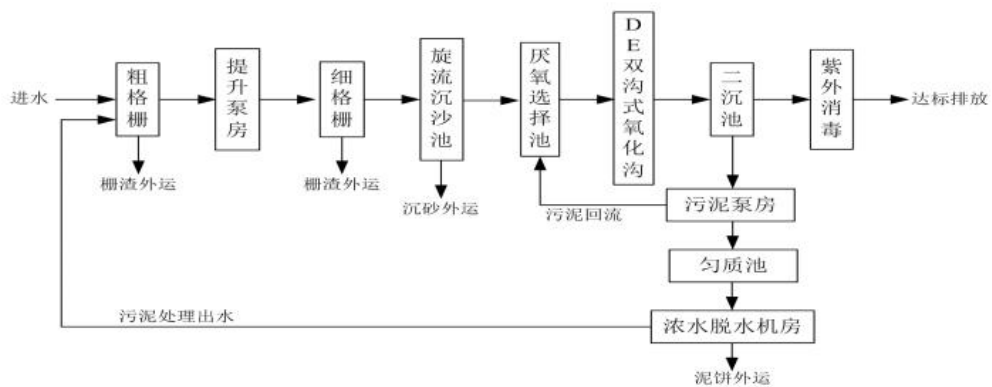 进水
粗格栅
提升泵房
细格栅
旋流沉沙池
厌氧选择池
DE双沟式氧化沟
二沉池
紫外消毒
达标排放
栅渣外运
栅渣外运
沉砂外运
污泥回流
污泥泵房
匀质池
污泥处理出水
浓水脱水机房
泥饼外运